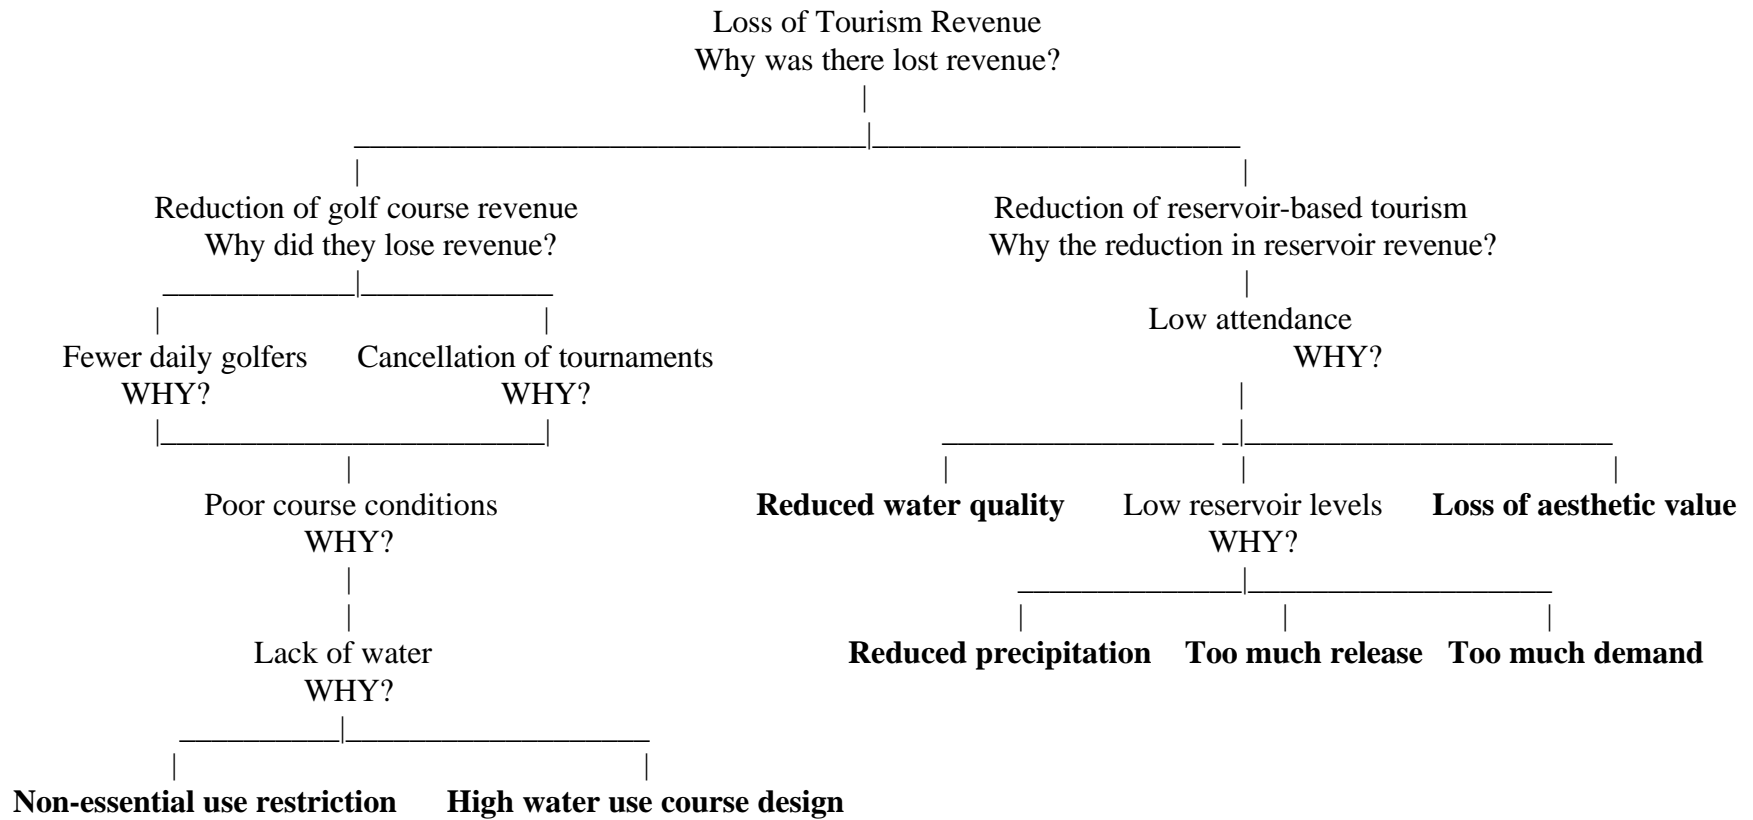 Loss of Tourism Revenue
Why was there lost revenue?
Reduction of golf course revenue Reduction of reservoir-based tourism
Why did they lose revenue? Why the reduction in reservoir revenue?
Low attendance
Fewer daily golfers Cancellation of tournaments WHY?
WHY? WHY?
Poor course conditions Reduced water quality Low reservoir levels Loss of aesthetic value
WHY? WHY?
Lack of water Reduced precipitation Too much release Too much demand
WHY?
Non-essential use restriction High water use course design